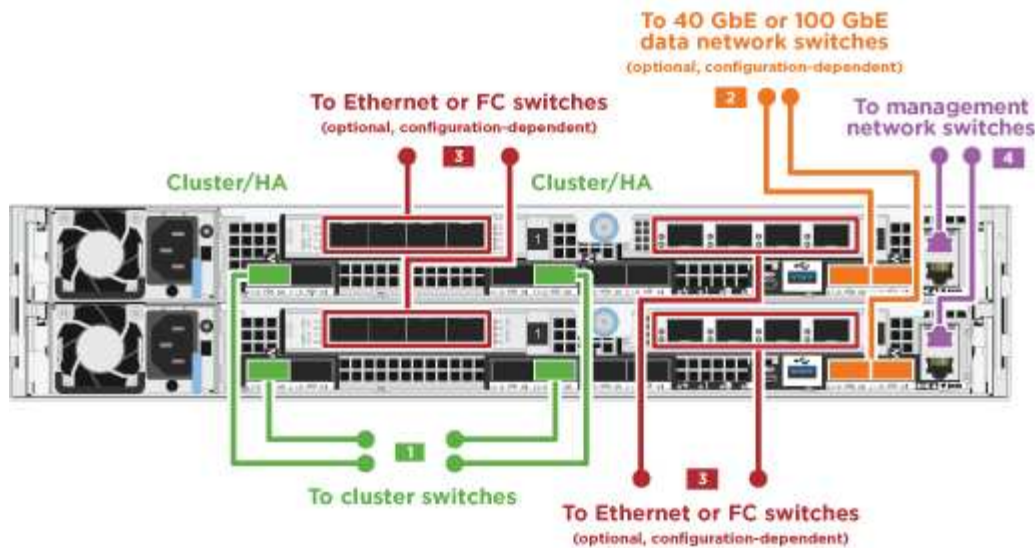 To 40 GbE or 100 GbE
data network switches
(optional, configuration-dependent)
2
To Ethernet or FC switches
(optional, configuration-dependent)
3
To management
network switches
4
Cluster/HA
Cluster/HA
1
1
1
To cluster switches
3
To Ethernet or FC switches
(optional, configuration-dependent)